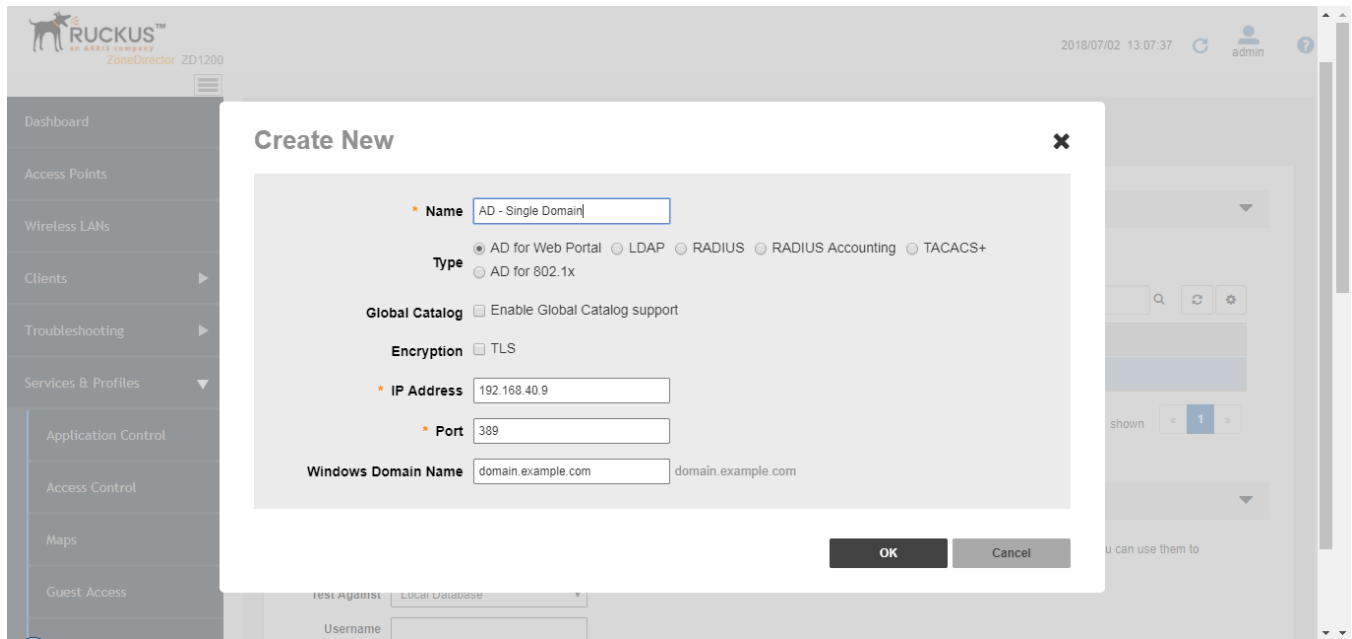 RUCKUS™
an ARRIS company
ZoneDirector ZD1200
2018/07/02 13:07:37
admin
?
Dashboard
Access Points
Wireless LANs
Clients
Troubleshooting
Services & Profiles
Application Control
Access Control
Maps
Guest Access
Create New
* Name AD - Single Domain
Type AD for Web Portal LDAP RADIUS RADIUS Accounting TACACS+
AD for 802.1x
Global Catalog Enable Global Catalog support
Encryption TLS
* IP Address 192.168.40.9
* Port 389
Windows Domain Name domain.example.com domain.example.com
OK Cancel
shown « 1 »
u can use them to
Test Against Local Database
Username